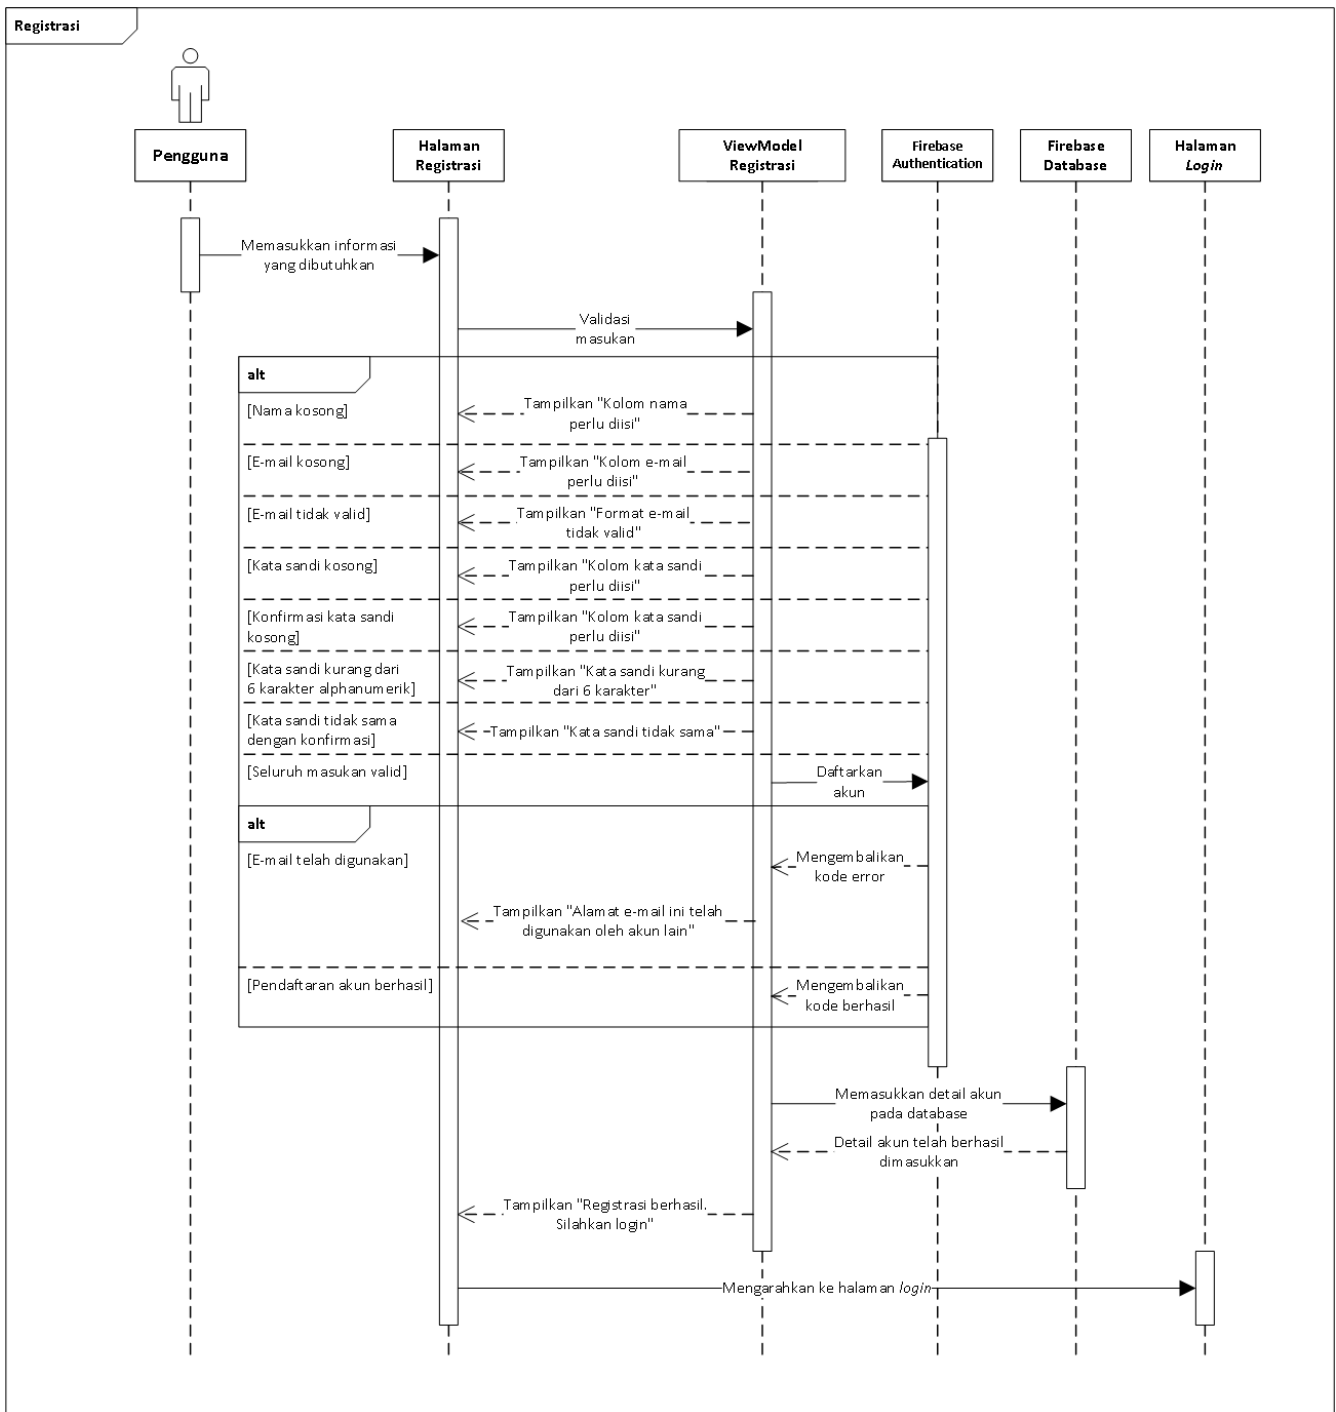 Registrasi
Pengguna
Halaman
Registrasi
ViewModel
Registrasi
Firebase
Authentication
Firebase
Database
Halaman
Login
Memasukkan informasi
yang dibutuhkan
Validasi
masukan
alt
[Nama kosong]
Tampilkan "Kolom nama
perlu diisi"
[E-mail kosong]
Tampilkan "Kolom e-mail
perlu diisi"
[E-mail tidak valid]
Tampilkan "Format e-mail
tidak valid"
[Kata sandi kosong]
Tampilkan "Kolom kata sandi
perlu diisi"
[Konfirmasi kata sandi
kosong]
Tampilkan "Kolom kata sandi
perlu diisi"
[Kata sandi kurang dari
6 karakter alphanumerik]
Tampilkan "Kata sandi kurang
dari 6 karakter"
[Kata sandi tidak sama
dengan konfirmasi]
Tampilkan "Kata sandi tidak sama"
[Seluruh masukan valid]
Daftarkan
akun
alt
[E-mail telah digunakan]
Mengembalikan
kode error
Tampilkan "Alamat e-mail ini telah
digunakan oleh akun lain"
[Pendaftaran akun berhasil]
Mengembalikan
kode berhasil
Memasukkan detail akun
pada database
Detail akun telah berhasil
dimasukkan
Tampilkan "Registrasi berhasil.
Silahkan login"
Mengarahkan ke halaman login